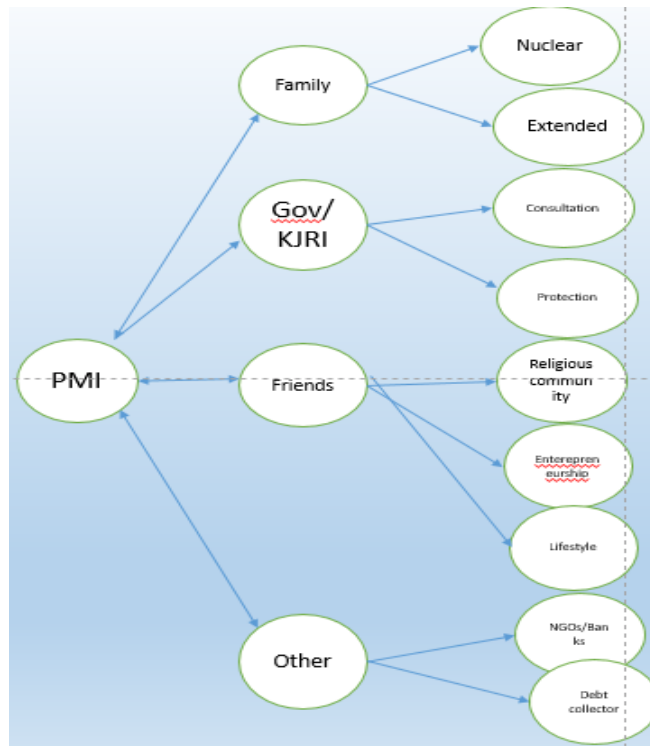 Nuclear
Family
Extended
Gov/
KJRI
Consultation
Protection
PMI
Friends
Religious
commun
ity
Enterepren
eurship
Lifestyle
Other
NGOs/Ban
ks
Debt
collector